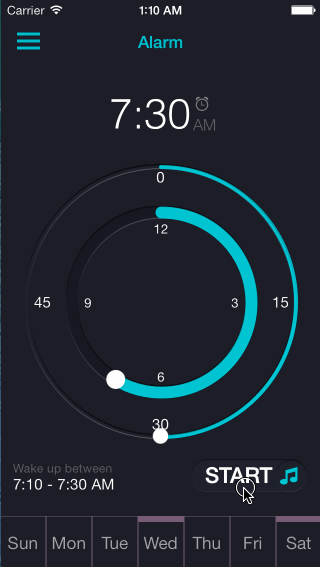 Carrier 1:10 AM
Alarm
7:30
AM
0
12
45 9 3 15
6
30
Wake up between
7:10 - 7:30 AM
START
Sun Mon Tue Wed Thu Fri Sat